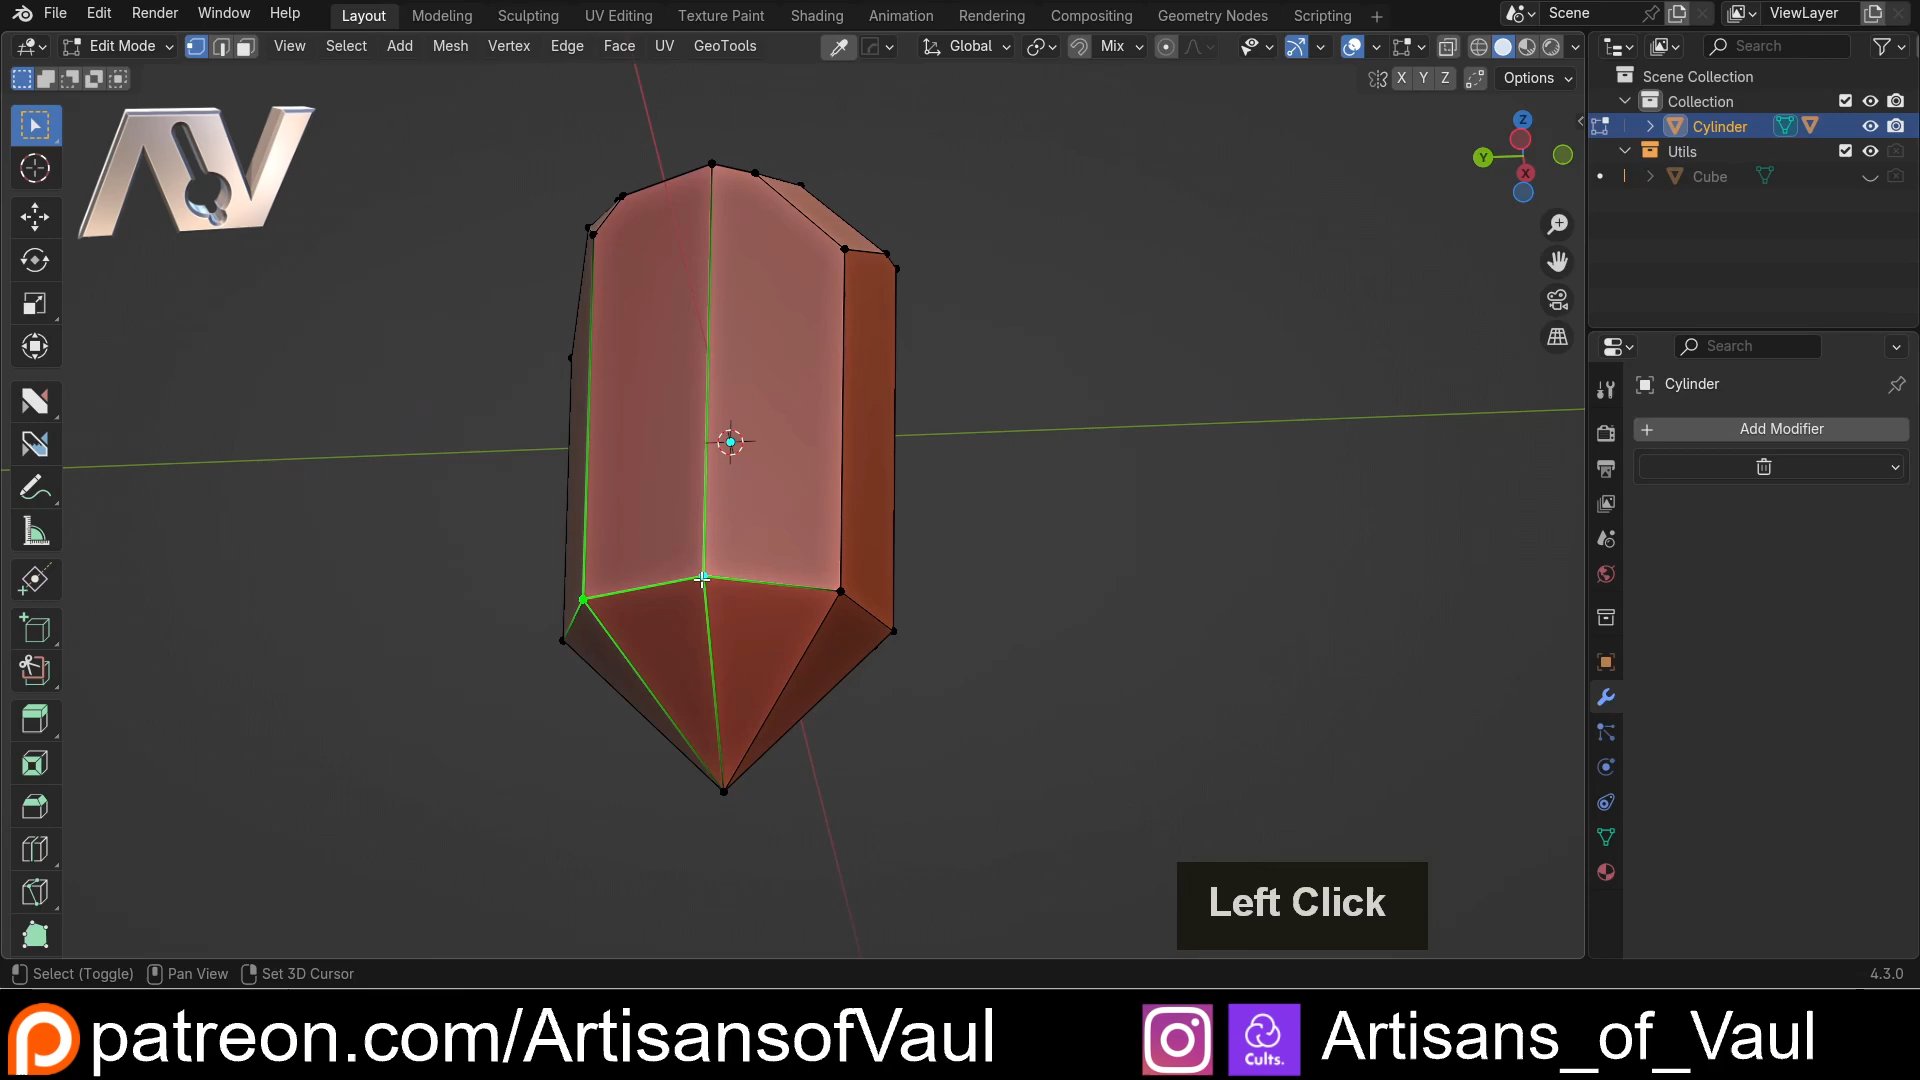 File Edit Render Window Help Layout Modeling Sculpting UV Editing Texture Paint Shading Animation Rendering Compositing Geometry Nodes Scripting + Scene ViewLayer
Edit Mode View Select Add Mesh Vertex Edge Face UV GeoTools Global Mix Search
X Y Z Options
Scene Collection
Collection
Cylinder
Utils
Cube
Z
Y
X
AV
Search
Cylinder
+ Add Modifier
Left Click
Select (Toggle) Pan View Set 3D Cursor 4.3.0
patreon.com/ArtisansofVaul Cults. Artisans_of_Vaul